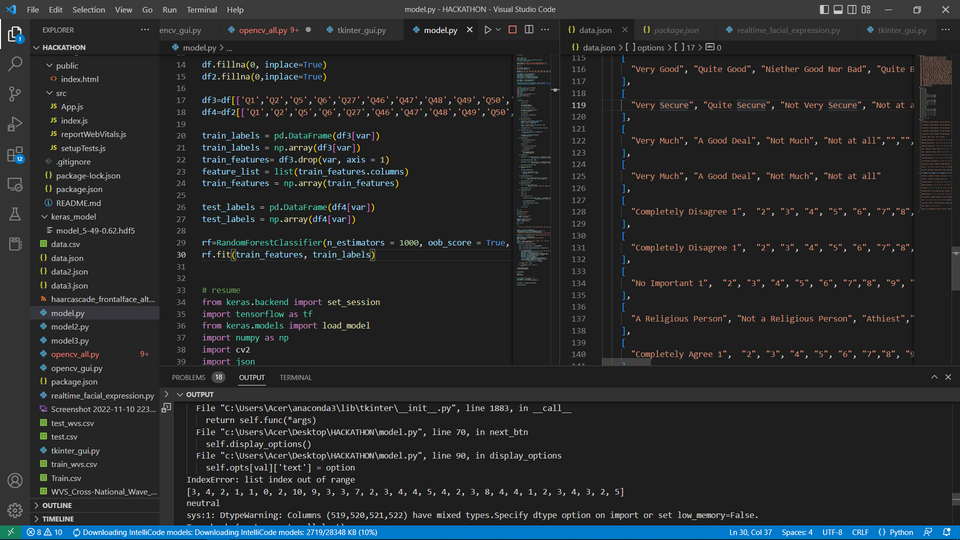 File Edit Selection View Go Run Terminal Help model.py - HACKATHON - Visual Studio Code
EXPLORER
HACKATHON
public
index.html
src
App.js
index.js
reportWebVitals.js
setupTests.js
.gitignore
package-lock.json
package.json
README.md
keras_model
model_5-49-0.62.hdf5
data.csv
data.json
data2.json
data3.json
haarcascade_frontalface_alt...
model.py
model2.py
model3.py
opencv_all.py 9+
opencv_gui.py
package.json
realtime_facial_expression.py
Screenshot 2022-11-10 223...
test_wvs.csv
test.csv
tkinter_gui.py
train_wvs.csv
Train.csv
WVS_Cross-National_Wave_...
OUTLINE
TIMELINE
encv_gui.py opencv_all.py 9+ tkinter_gui.py model.py
model.py > ...
14 df.fillna(0, inplace=True)
15 df2.fillna(0,inplace=True)
16
17 df3=df[['Q1','Q2','Q5','Q6','Q27','Q46','Q47','Q48','Q49','Q50',
18 df4=df2[['Q1','Q2','Q5','Q6','Q27','Q46','Q47','Q48','Q49','Q50',
19
20 train_labels = pd.DataFrame(df3[var])
21 train_labels = np.array(df3[var])
22 train_features= df3.drop(var, axis = 1)
23 feature_list = list(train_features.columns)
24 train_features = np.array(train_features)
25
26 test_labels = pd.DataFrame(df4[var])
27 test_labels = np.array(df4[var])
28
29 rf=RandomForestClassifier(n_estimators = 1000, oob_score = True,
30 rf.fit(train_features, train_labels)
31
32
33 # resume
34 from keras.backend import set_session
35 import tensorflow as tf
36 from keras.models import load_model
37 import numpy as np
38 import cv2
39 import json
data.json package.json realtime_facial_expression.py tkinter_gui.py
data.json > [ ] options > [ ] 17 > 0
115 [
116 "Very Good", "Quite Good", "Niether Good Nor Bad", "Quite B
117 ],
118 [
119 "Very Secure", "Quite Secure", "Not Very Secure", "Not at a
120 ],
121 [
122 "Very Much", "A Good Deal", "Not Much", "Not at all","","",
123 ],
124 [
125 "Very Much", "A Good Deal", "Not Much", "Not at all"
126 ],
127 [
128 "Completely Disagree 1", "2", "3", "4", "5", "6", "7","8",
129 ],
130 [
131 "Completely Disagree 1", "2", "3", "4", "5", "6", "7","8",
132 ],
133 [
134 "No Important 1", "2", "3", "4", "5", "6", "7","8", "9",
135 ],
136 [
137 "A Religious Person", "Not a Religious Person", "Athiest","
138 ],
139 [
140 "Completely Agree 1", "2", "3", "4", "5", "6", "7","8", "9
PROBLEMS 18 OUTPUT TERMINAL
OUTPUT
File "c:\Users\Acer\anaconda3\lib\tkinter\__init__.py", line 1883, in __call__
return self.func(*args)
File "c:\Users\Acer\Desktop\HACKATHON\model.py", line 70, in next_btn
self.display_options()
File "c:\Users\Acer\Desktop\HACKATHON\model.py", line 90, in display_options
self.opts[val]['text'] = option
IndexError: list index out of range
[3, 4, 2, 1, 1, 0, 2, 10, 9, 3, 3, 7, 2, 3, 4, 4, 5, 4, 2, 3, 8, 4, 4, 1, 2, 3, 4, 3, 2, 5]
neutral
sys:1: DtypeWarning: Columns (519,520,521,522) have mixed types.Specify dtype option on import or set low_memory=False.
8 10 Downloading IntelliCode models: Downloading IntelliCode models: 2719/28348 KB (10%) Ln 30, Col 37 Spaces: 4 UTF-8 CRLF Python